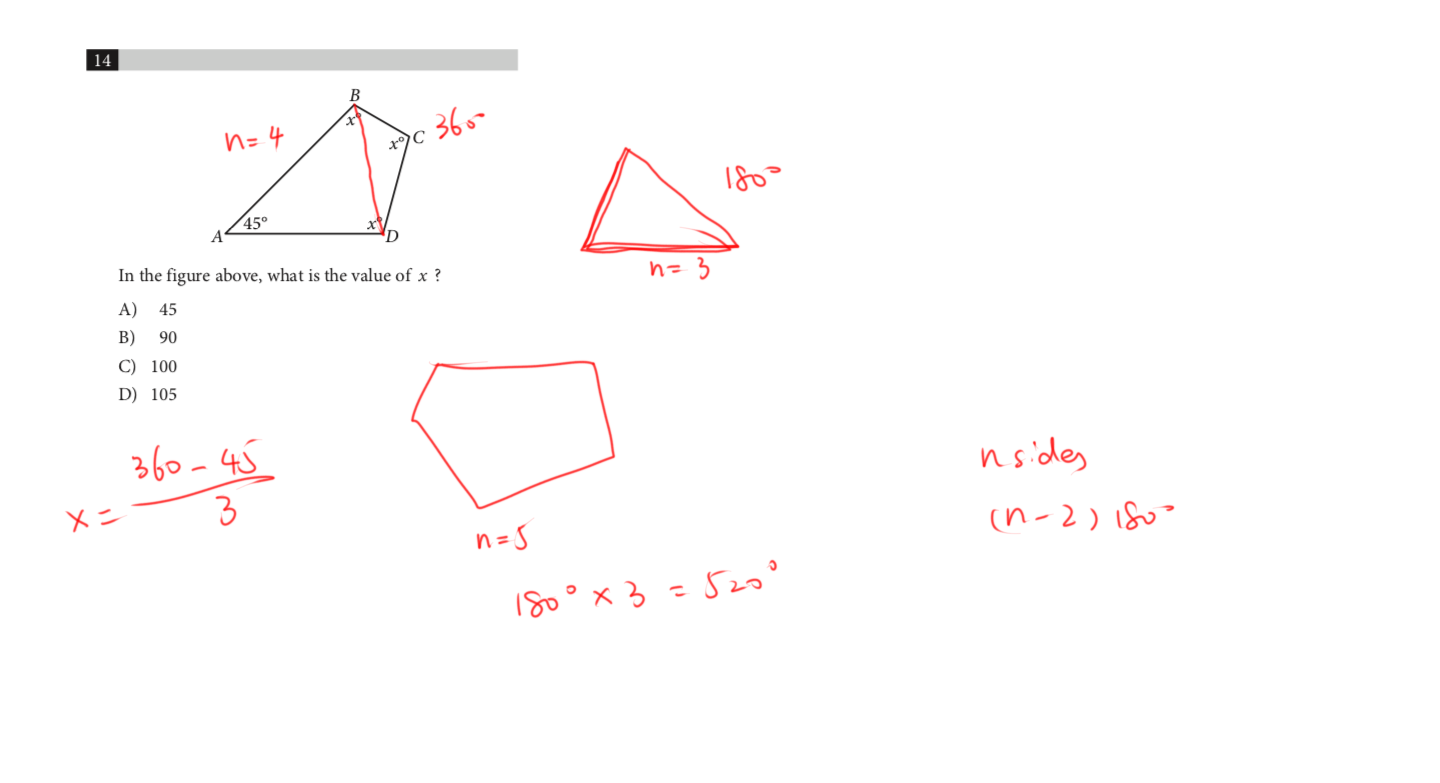 14
B
n = 4
x°
x°
C
360°
180°
45°
x°
A
D
n = 3
In the figure above, what is the value of x ?
A) 45
B) 90
C) 100
D) 105
x = 360 - 45 / 3
n = 5
180° × 3 = 520°
n sides
(n - 2) 180°